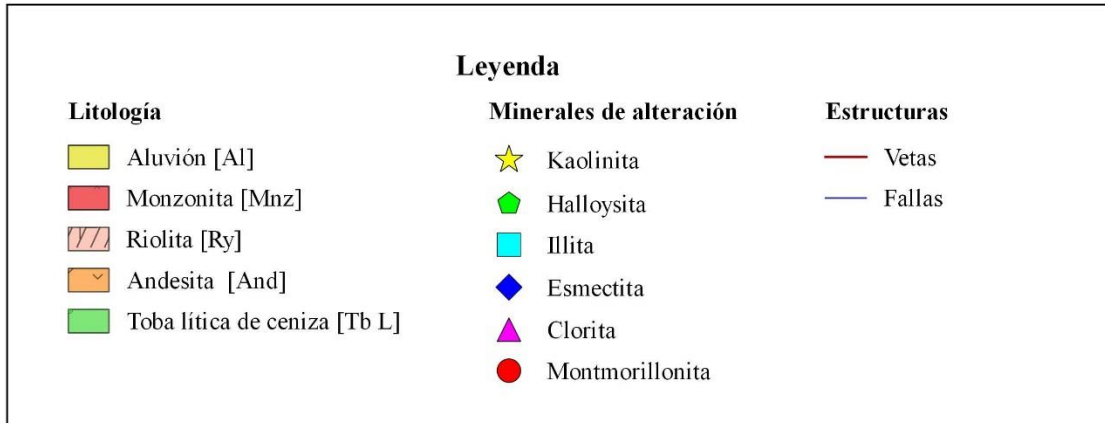 Leyenda
Litología
Aluvión [Al]
Monzonita [Mnz]
Riolita [Ry]
Andesita [And]
Toba lítica de ceniza [Tb L]
Minerales de alteración
Kaolinita
Halloysita
Illita
Esmectita
Clorita
Montmorillonita
Estructuras
Vetas
Fallas